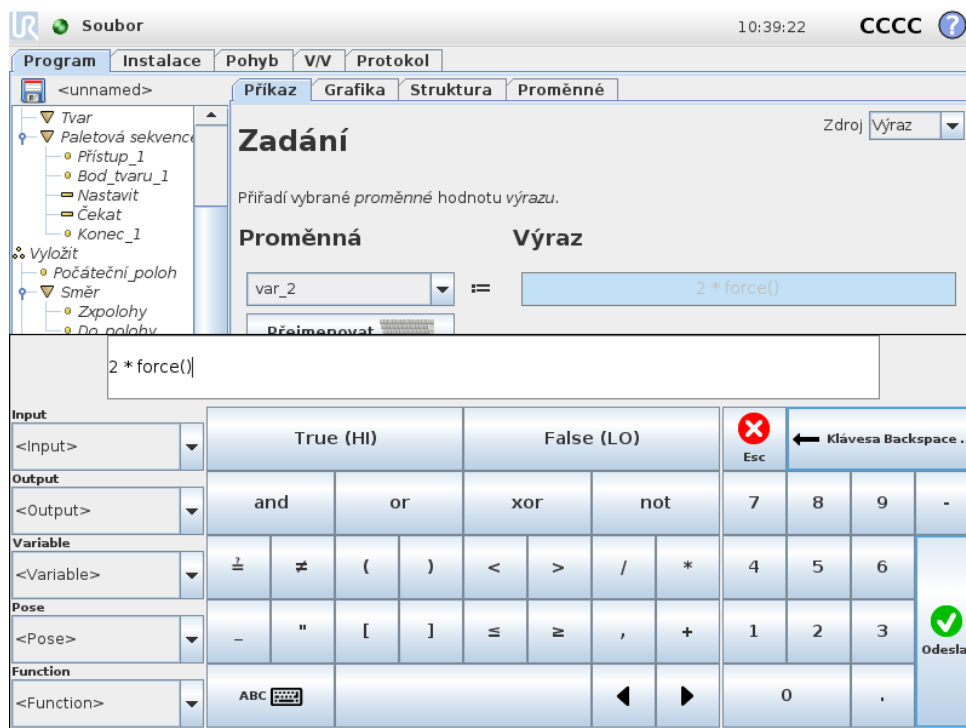 UR Soubor 10:39:22 CCCC ?
Program Instalace Pohyb V/V Protokol
<unnamed> Příkaz Grafika Struktura Proměnné
Tvar
Paletová sekvence
Přístup_1
Bod_tvaru_1
Nastavit
Čekat
Konec_1
Vyložit
Počáteční_poloh
Směr
Zxpolohy
Do_polohy
Zadání
Zdroj Výraz
Přiřadí vybrané proměnné hodnotu výrazu.
Proměnná Výraz
var_2 := 2 * force()
Přejmenovat
2 * force()
Input
<Input> True (HI) False (LO) Esc Klávesa Backspace ..
Output
<Output> and or xor not 7 8 9 -
Variable
<Variable> ≟ ≠ ( ) < > / * 4 5 6
Pose
<Pose> _ " [ ] ≤ ≥ , + 1 2 3 Odesla
Function
<Function> ABC 0 .